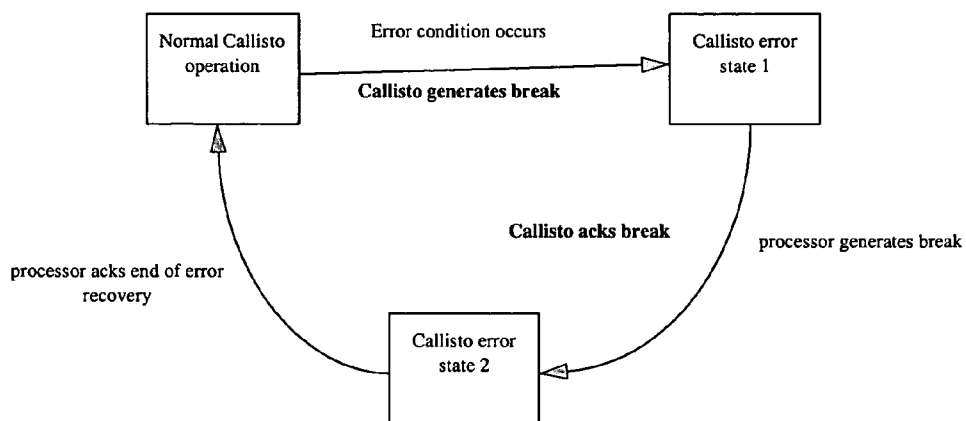 Normal Callisto
operation
Error condition occurs
Callisto generates break
Callisto error
state 1
Callisto acks break
processor generates break
processor acks end of error
recovery
Callisto error
state 2